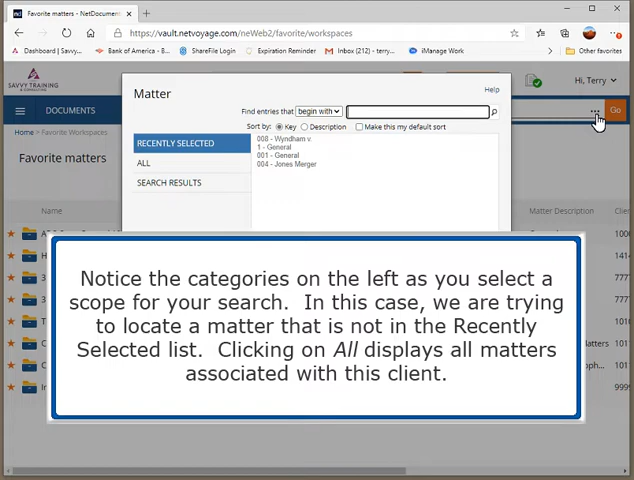 Favorite matters - NetDocument
https://vault.netvoyage.com/neWeb2/favorite/workspaces
Dashboard | Savvy... Bank of America - B... ShareFile Login Expiration Reminder Inbox (212) - terry... iManage Work Other favorites
SAVVY TRAINING
Matter
Help
Hi, Terry
Find entries that begin with
DOCUMENTS
... Go
Sort by: Key Description Make this my default sort
Home > Favorite Workspaces
RECENTLY SELECTED
008 - Wyndham v.
1 - General
001 - General
004 - Jones Merger
ALL
SEARCH RESULTS
Favorite matters
Name Matter Description Clien
Notice the categories on the left as you select a
scope for your search. In this case, we are trying
to locate a matter that is not in the Recently
Selected list. Clicking on All displays all matters
associated with this client.